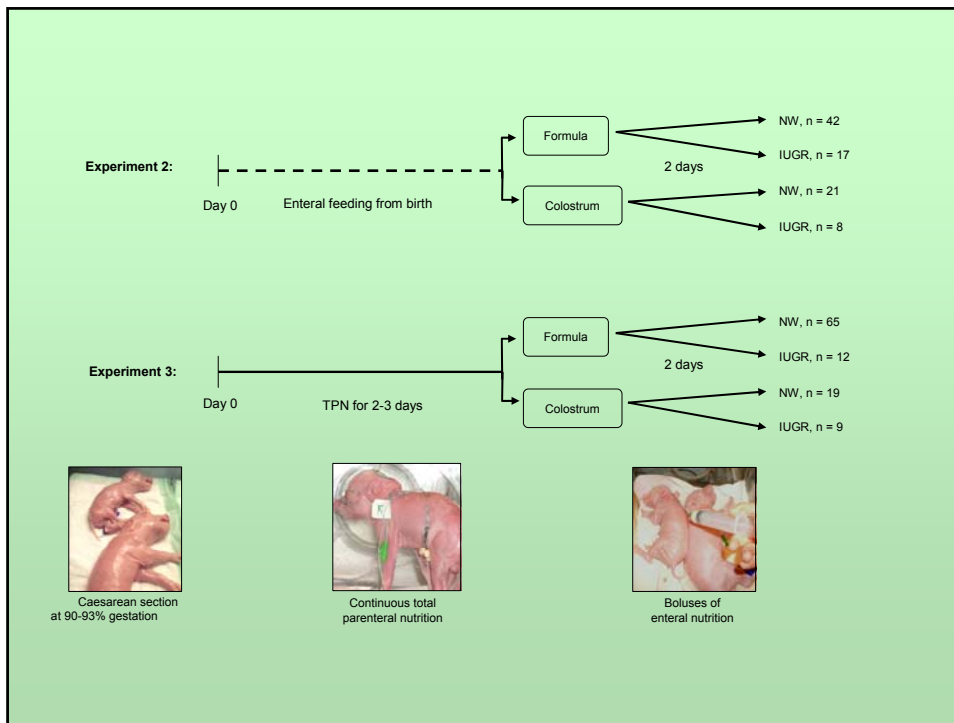 NW, n = 42
Formula
IUGR, n = 17
Experiment 2:
2 days
NW, n = 21
Day 0
Enteral feeding from birth
Colostrum
IUGR, n = 8
NW, n = 65
Formula
IUGR, n = 12
Experiment 3:
2 days
NW, n = 19
Day 0
TPN for 2-3 days
Colostrum
IUGR, n = 9
Caesarean section
at 90-93% gestation
Continuous total
parenteral nutrition
Boluses of
enteral nutrition